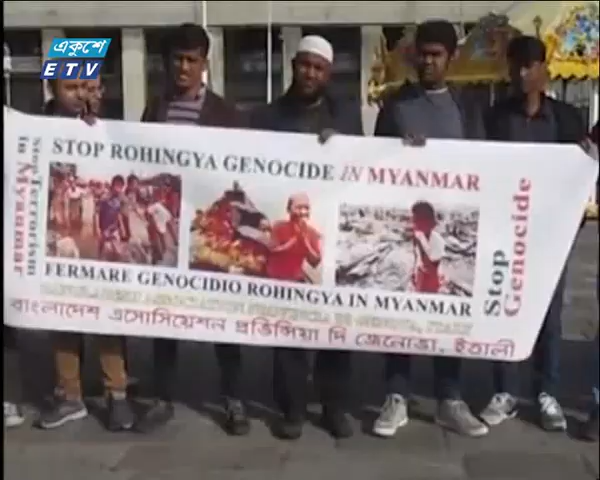 একুশে
ETV
STOP ROHINGYA GENOCIDE IN MYANMAR
Stop Terrorism
in Myanmar
Stop
Genocide
FERMARE GENOCIDIO ROHINGYA IN MYANMAR
বাংলাদেশ এসোসিয়েশন প্রভিন্সিয়া দি জেনোভা, ইতালী